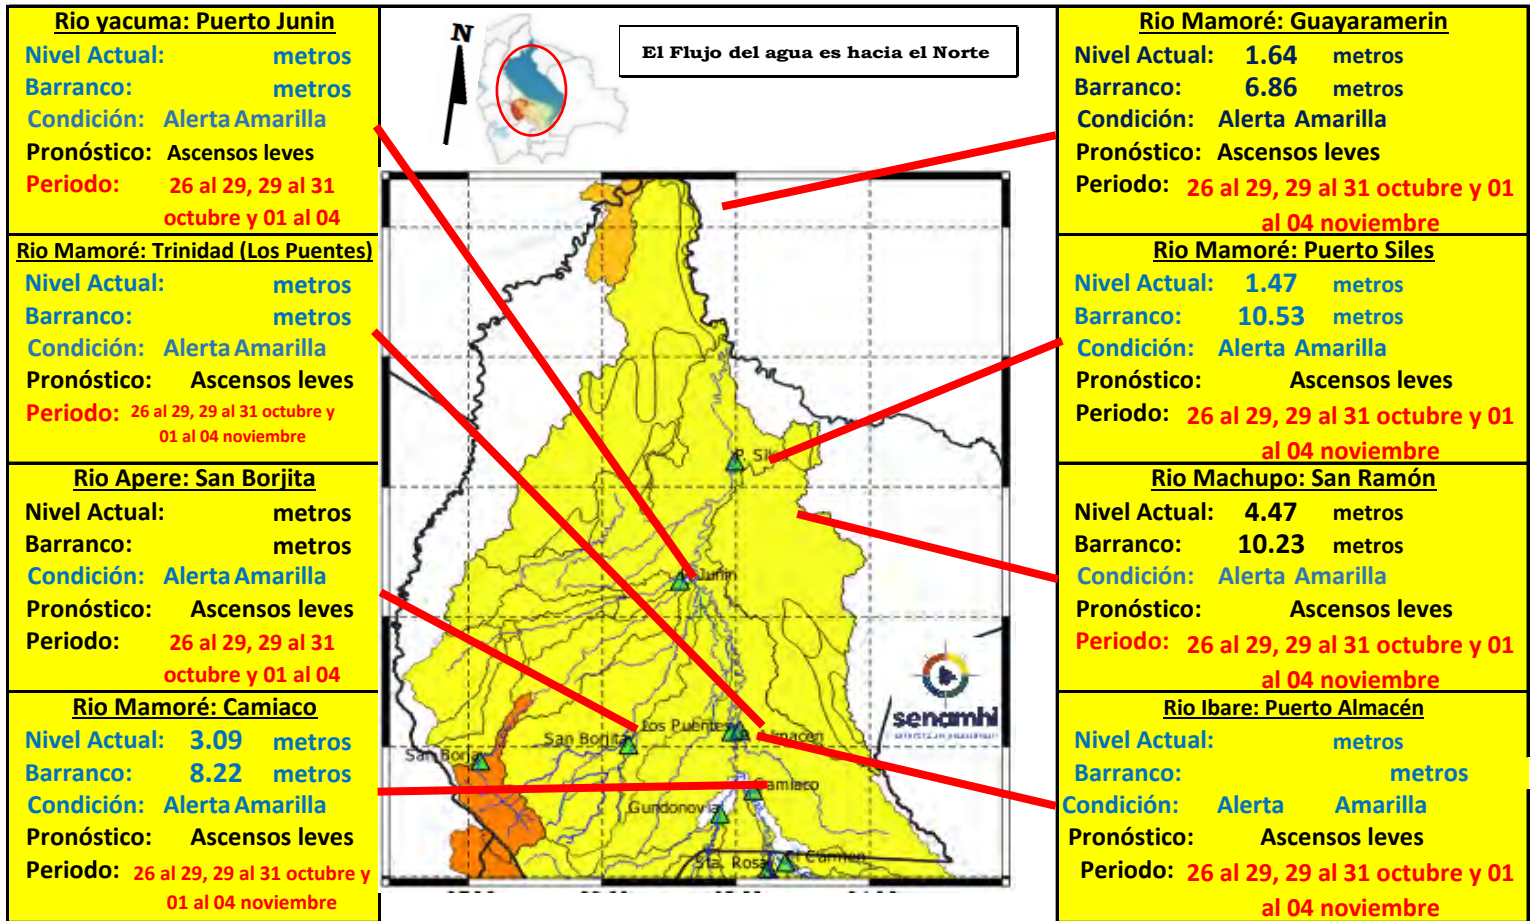 Rio yacuma: Puerto Junin
Nivel Actual: metros
Barranco: metros
Condición: Alerta Amarilla
Pronóstico: Ascensos leves
Periodo: 26 al 29, 29 al 31
octubre y 01 al 04
Rio Mamoré: Trinidad (Los Puentes)
Nivel Actual: metros
Barranco: metros
Condición: Alerta Amarilla
Pronóstico: Ascensos leves
Periodo: 26 al 29, 29 al 31 octubre y
01 al 04 noviembre
Rio Apere: San Borjita
Nivel Actual: metros
Barranco: metros
Condición: Alerta Amarilla
Pronóstico: Ascensos leves
Periodo: 26 al 29, 29 al 31
octubre y 01 al 04
Rio Mamoré: Camiaco
Nivel Actual: 3.09 metros
Barranco: 8.22 metros
Condición: Alerta Amarilla
Pronóstico: Ascensos leves
Periodo: 26 al 29, 29 al 31 octubre y
01 al 04 noviembre
N
El Flujo del agua es hacia el Norte
P. Siles
Junin
Los Puentes
San Borjita
Almacen
San Borja
Camiaco
Gundonovia
Sta. Rosa
El Carmen
senamhi
Rio Mamoré: Guayaramerin
Nivel Actual: 1.64 metros
Barranco: 6.86 metros
Condición: Alerta Amarilla
Pronóstico: Ascensos leves
Periodo: 26 al 29, 29 al 31 octubre y 01
al 04 noviembre
Rio Mamoré: Puerto Siles
Nivel Actual: 1.47 metros
Barranco: 10.53 metros
Condición: Alerta Amarilla
Pronóstico: Ascensos leves
Periodo: 26 al 29, 29 al 31 octubre y 01
al 04 noviembre
Rio Machupo: San Ramón
Nivel Actual: 4.47 metros
Barranco: 10.23 metros
Condición: Alerta Amarilla
Pronóstico: Ascensos leves
Periodo: 26 al 29, 29 al 31 octubre y 01
al 04 noviembre
Rio Ibare: Puerto Almacén
Nivel Actual: metros
Barranco: metros
Condición: Alerta Amarilla
Pronóstico: Ascensos leves
Periodo: 26 al 29, 29 al 31 octubre y 01
al 04 noviembre